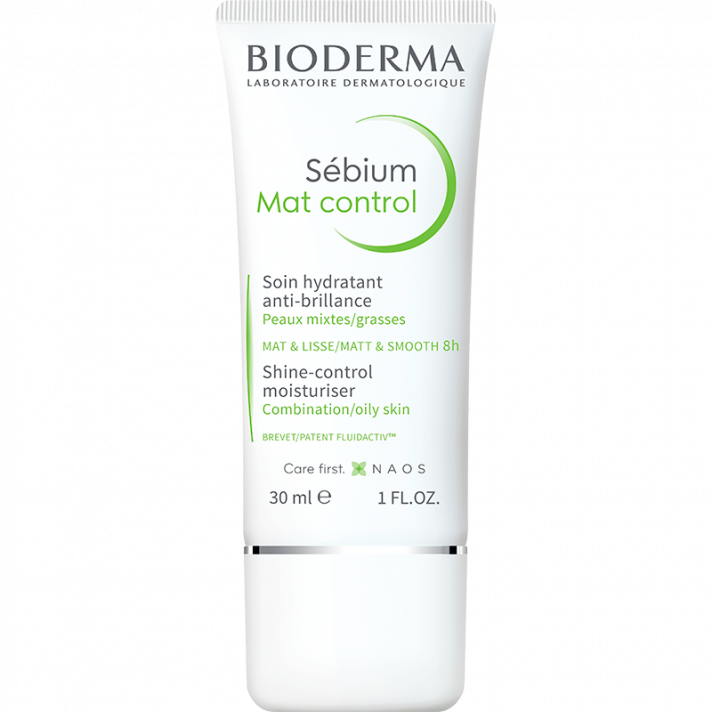 BIODERMA
LABORATOIRE DERMATOLOGIQUE
Sébium
Mat control
Soin hydratant
anti-brillance
Peaux mixtes/grasses
MAT & LISSE/MATT & SMOOTH 8h
Shine-control
moisturiser
Combination/oily skin
BREVET/PATENT FLUIDACTIV™
Care first. NAOS
30 ml ℮ 1 FL.OZ.